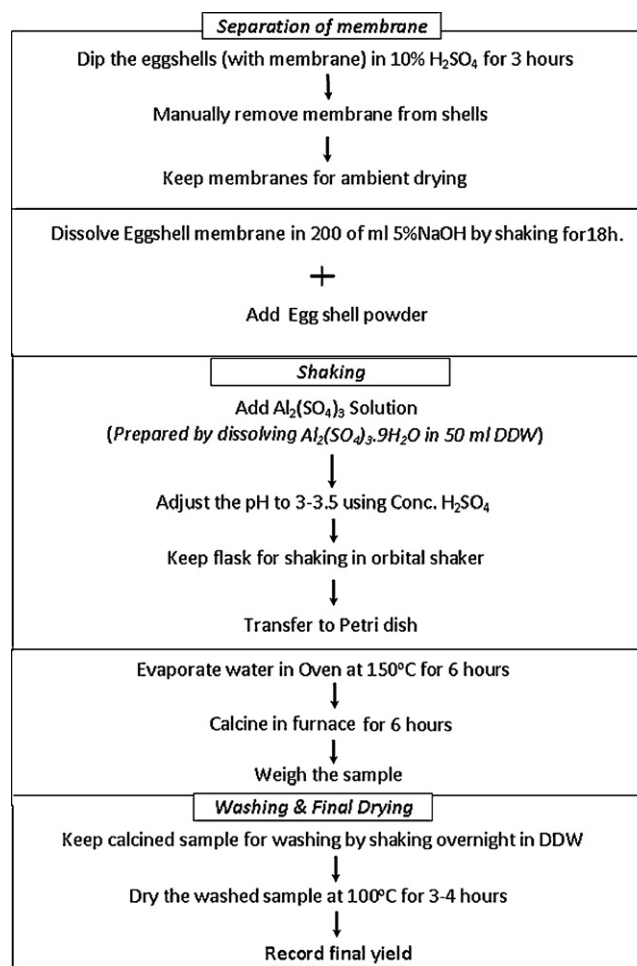 Separation of membrane
Dip the eggshells (with membrane) in 10% H₂SO₄ for 3 hours
Manually remove membrane from shells
Keep membranes for ambient drying
Dissolve Eggshell membrane in 200 of ml 5%NaOH by shaking for18h.
+
Add Egg shell powder
Shaking
Add Al₂(SO₄)₃ Solution
(Prepared by dissolving Al₂(SO₄)₃.9H₂O in 50 ml DDW)
Adjust the pH to 3-3.5 using Conc. H₂SO₄
Keep flask for shaking in orbital shaker
Transfer to Petri dish
Evaporate water in Oven at 150°C for 6 hours
Calcine in furnace for 6 hours
Weigh the sample
Washing & Final Drying
Keep calcined sample for washing by shaking overnight in DDW
Dry the washed sample at 100°C for 3-4 hours
Record final yield